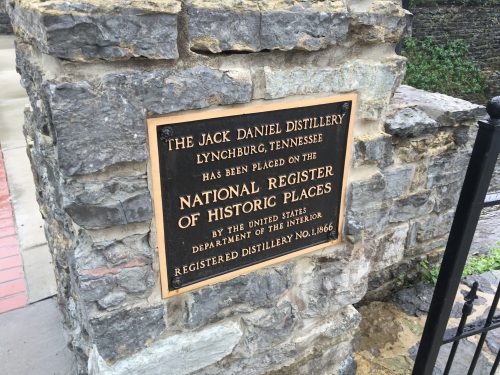 THE JACK DANIEL DISTILLERY
LYNCHBURG, TENNESSEE
HAS BEEN PLACED ON THE
NATIONAL REGISTER
OF HISTORIC PLACES
BY THE UNITED STATES
DEPARTMENT OF THE INTERIOR
REGISTERED DISTILLERY NO. 1, 1866